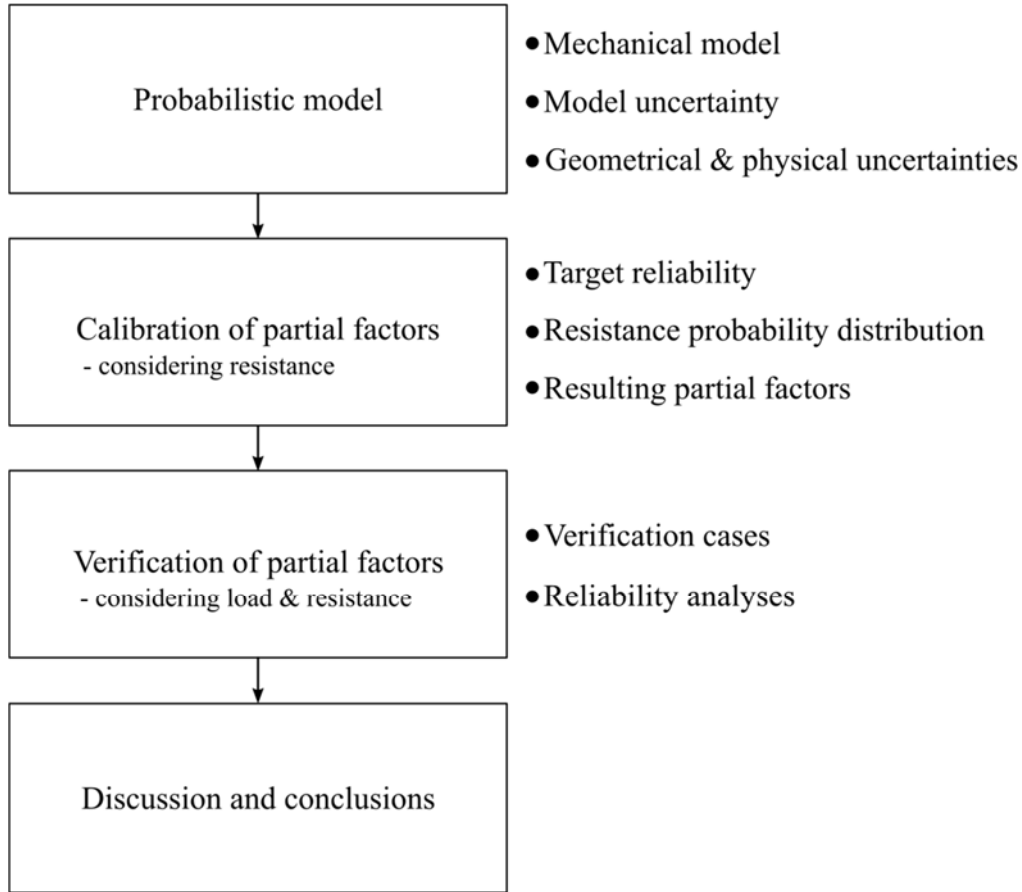 Probabilistic model
● Mechanical model
● Model uncertainty
● Geometrical & physical uncertainties
Calibration of partial factors
- considering resistance
● Target reliability
● Resistance probability distribution
● Resulting partial factors
Verification of partial factors
- considering load & resistance
● Verification cases
● Reliability analyses
Discussion and conclusions